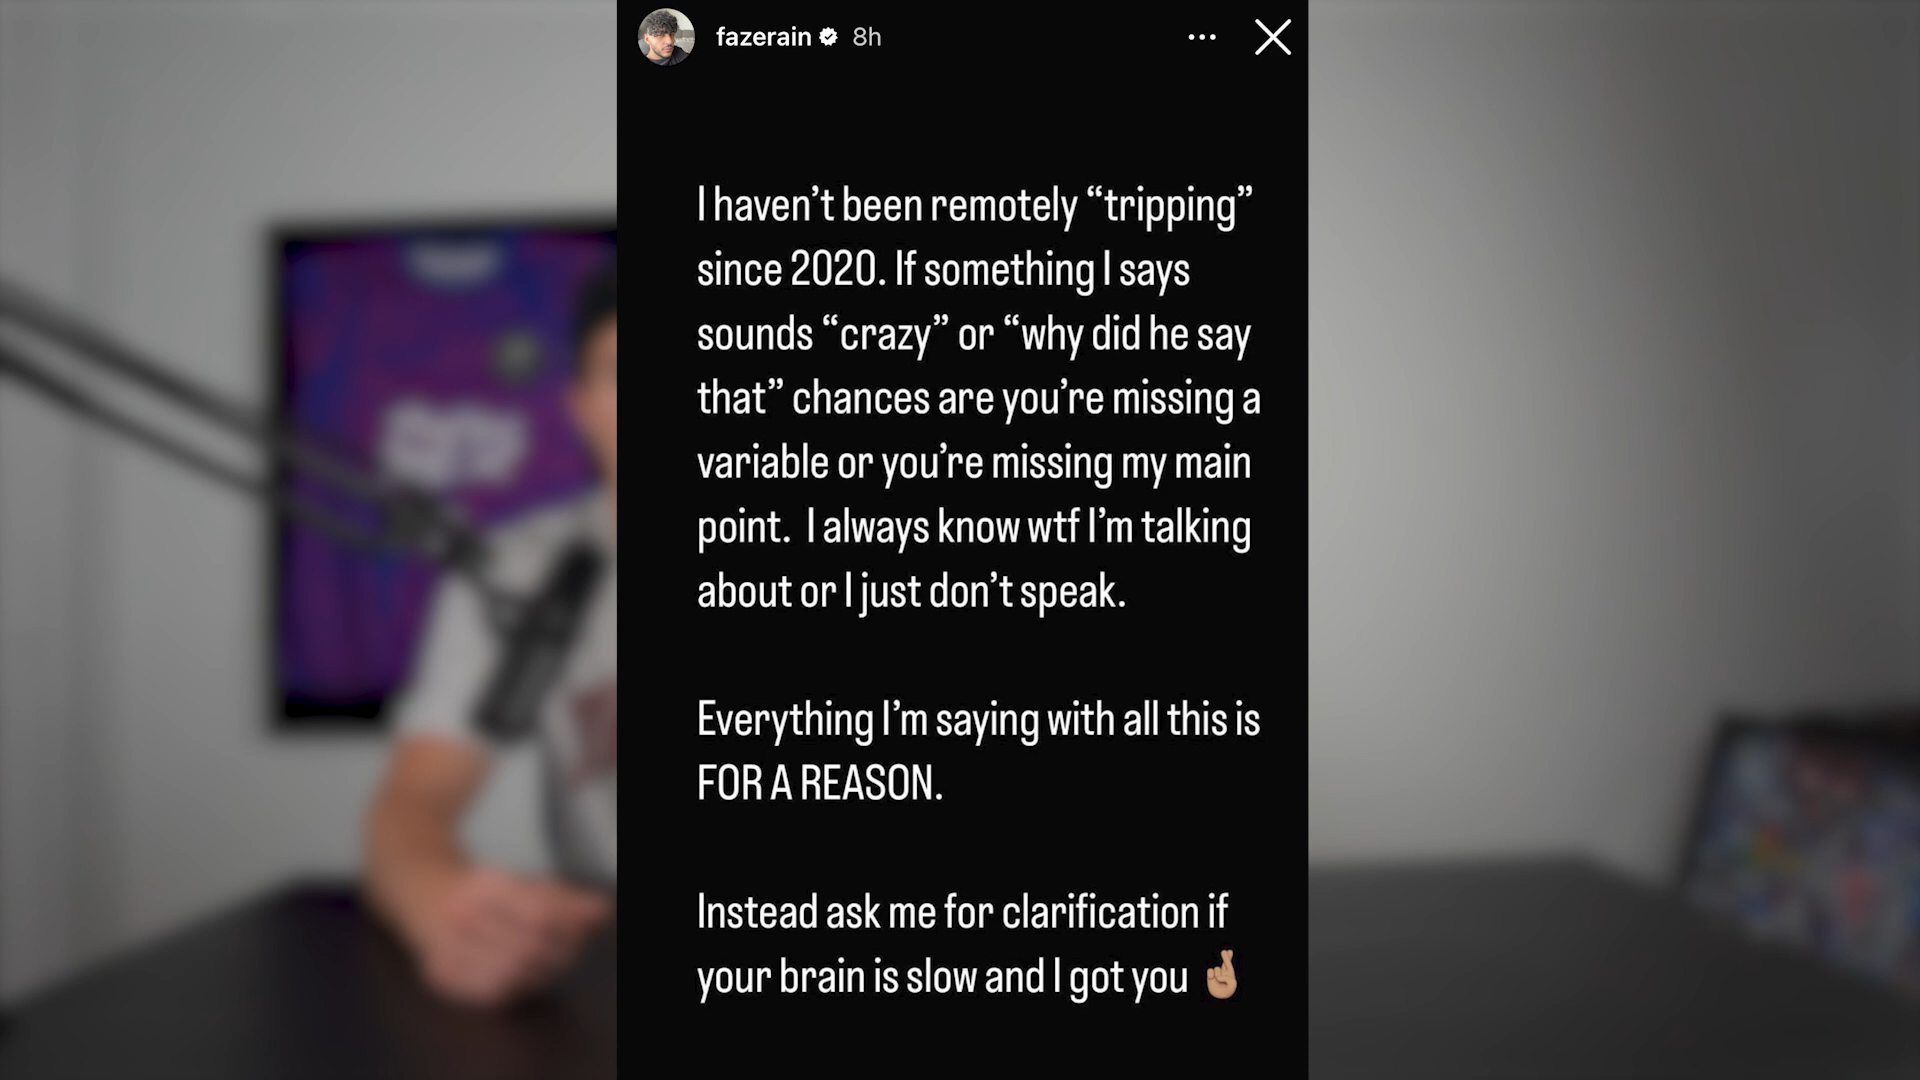 fazerain 8h
I haven’t been remotely “tripping”
since 2020. If something I says
sounds “crazy” or “why did he say
that” chances are you’re missing a
variable or you’re missing my main
point. I always know wtf I’m talking
about or I just don’t speak.
Everything I’m saying with all this is
FOR A REASON.
Instead ask me for clarification if
your brain is slow and I got you 🤞🏽